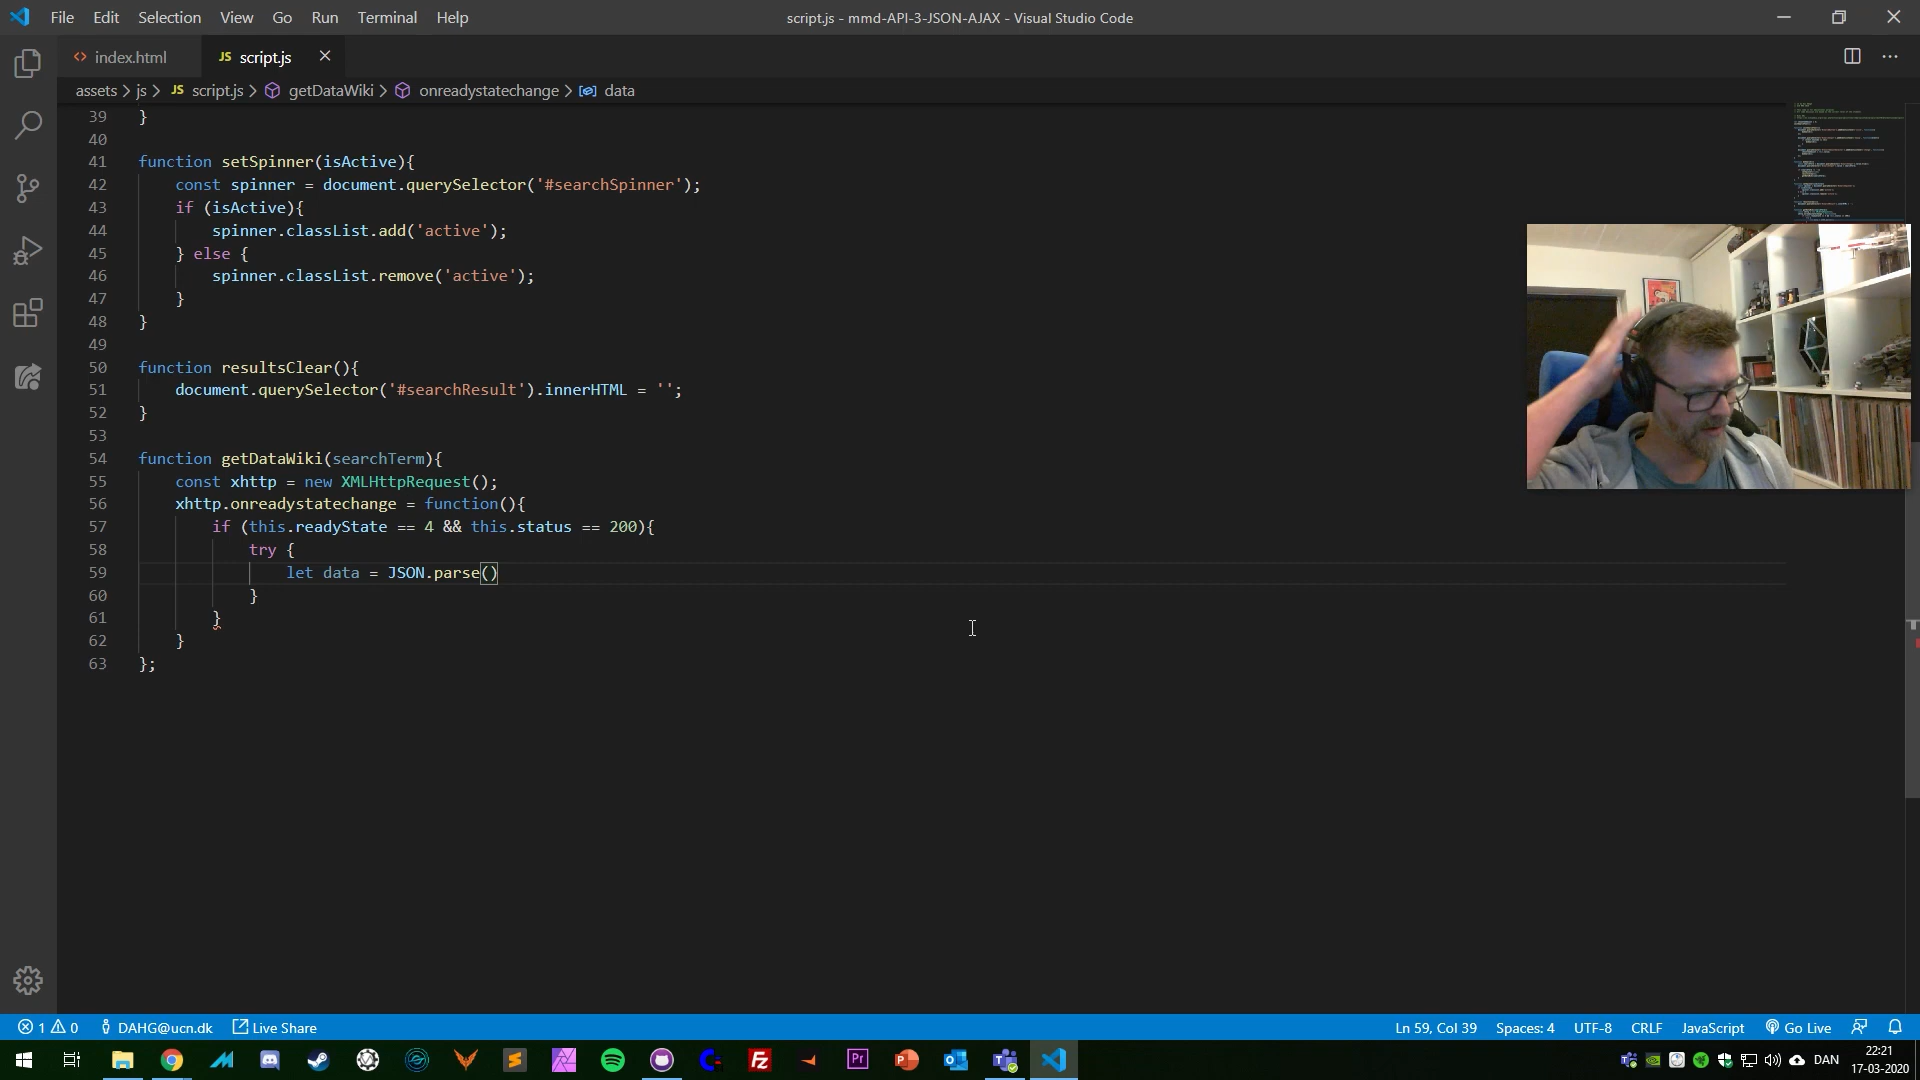 File Edit Selection View Go Run Terminal Help
script.js - mmd-API-3-JSON-AJAX - Visual Studio Code
index.html
JS script.js
assets > js > JS script.js > getDataWiki > onreadystatechange > data
39 }
40
41 function setSpinner(isActive){
42 const spinner = document.querySelector('#searchSpinner');
43 if (isActive){
44 spinner.classList.add('active');
45 } else {
46 spinner.classList.remove('active');
47 }
48 }
49
50 function resultsClear(){
51 document.querySelector('#searchResult').innerHTML = '';
52 }
53
54 function getDataWiki(searchTerm){
55 const xhttp = new XMLHttpRequest();
56 xhttp.onreadystatechange = function(){
57 if (this.readyState == 4 && this.status == 200){
58 try {
59 let data = JSON.parse()
60 }
61 }
62 }
63 };
1 0 DAHG@ucn.dk Live Share
Ln 59, Col 39 Spaces: 4 UTF-8 CRLF JavaScript Go Live
Pr
DAN
22:21
17-03-2020